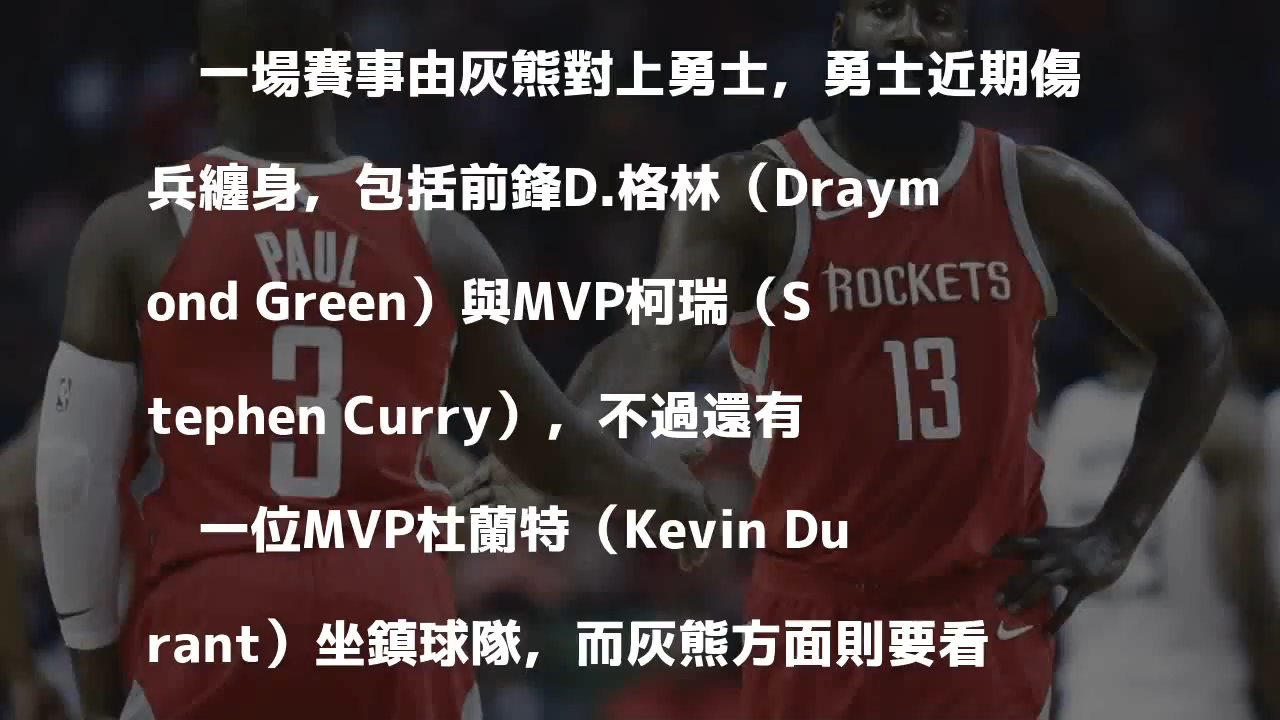 一場賽事由灰熊對上勇士，勇士近期傷
兵纏身，包括前鋒D.格林（Draym
ond Green）與MVP柯瑞（S
tephen Curry），不過還有
一位MVP杜蘭特（Kevin Du
rant）坐鎮球隊，而灰熊方面則要看
PAUL
3
ROCKETS
13